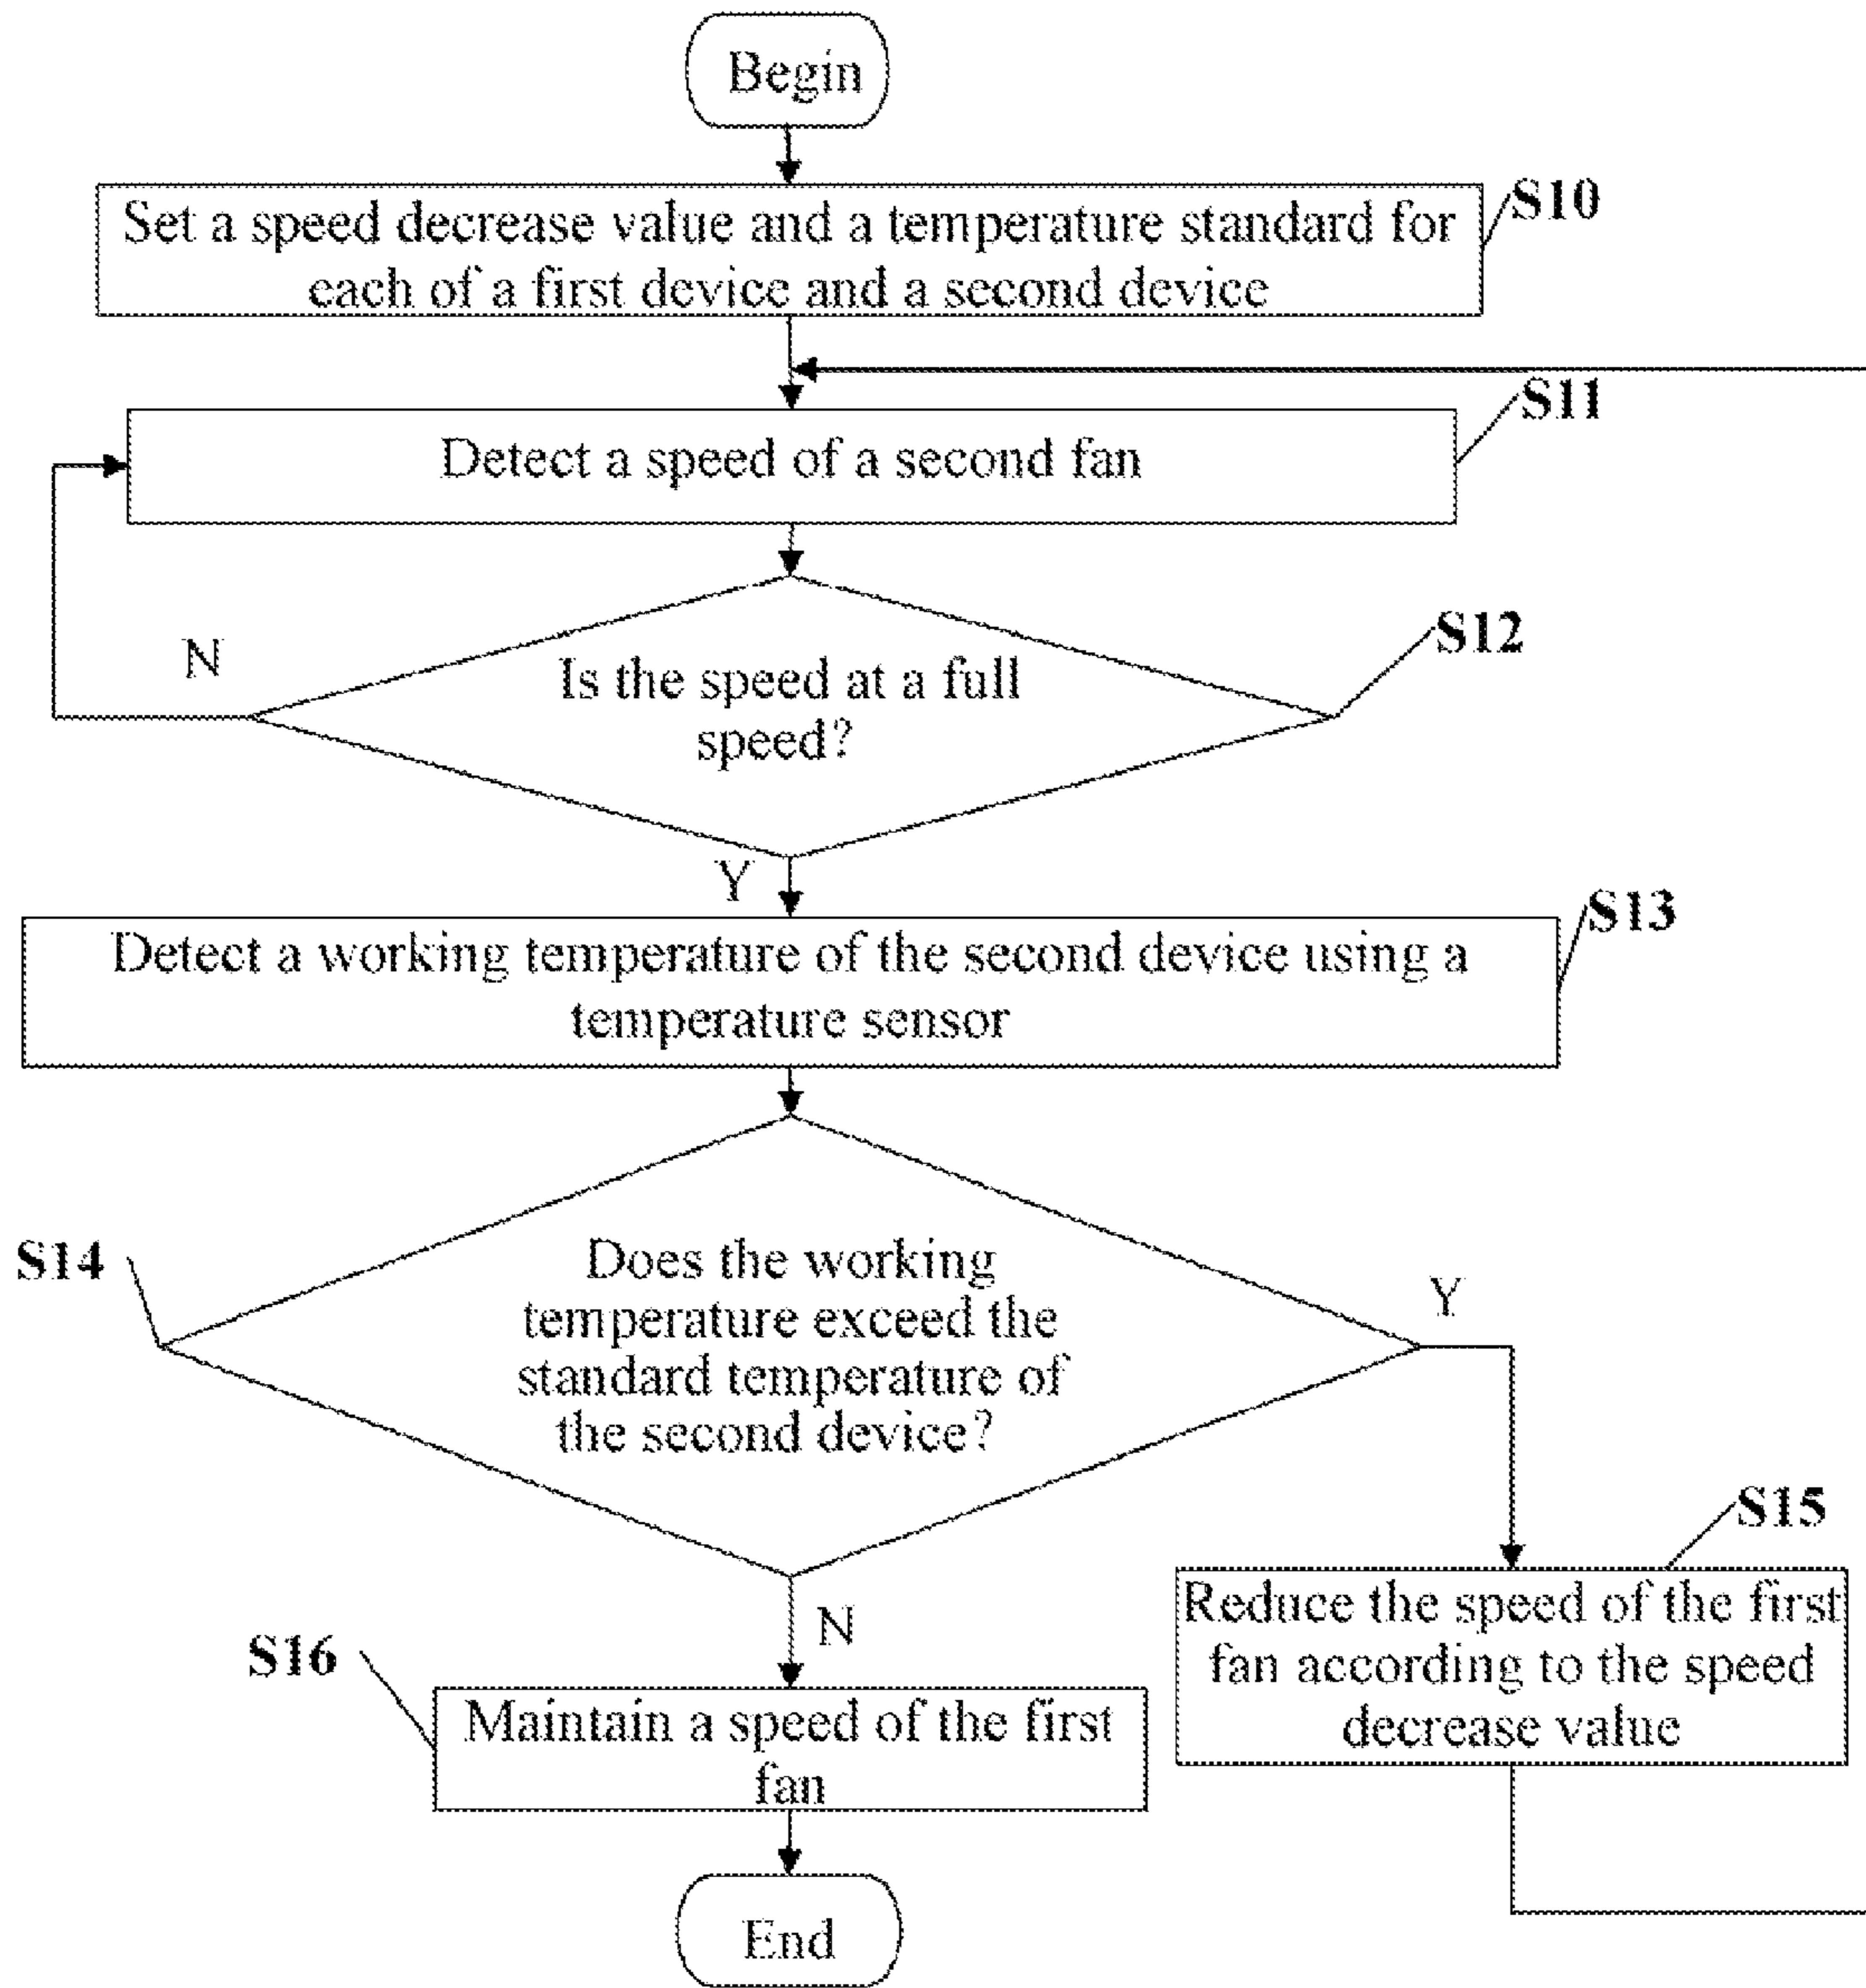 Begin
S10
Set a speed decrease value and a temperature standard for
each of a first device and a second device
S11
Detect a speed of a second fan
S12
N
Is the speed at a full
speed?
Y
S13
Detect a working temperature of the second device using a
temperature sensor
S14
Does the working
temperature exceed the
standard temperature of
the second device?
Y
S15
Reduce the speed of the first
fan according to the speed
decrease value
N
S16
Maintain a speed of the first
fan
End